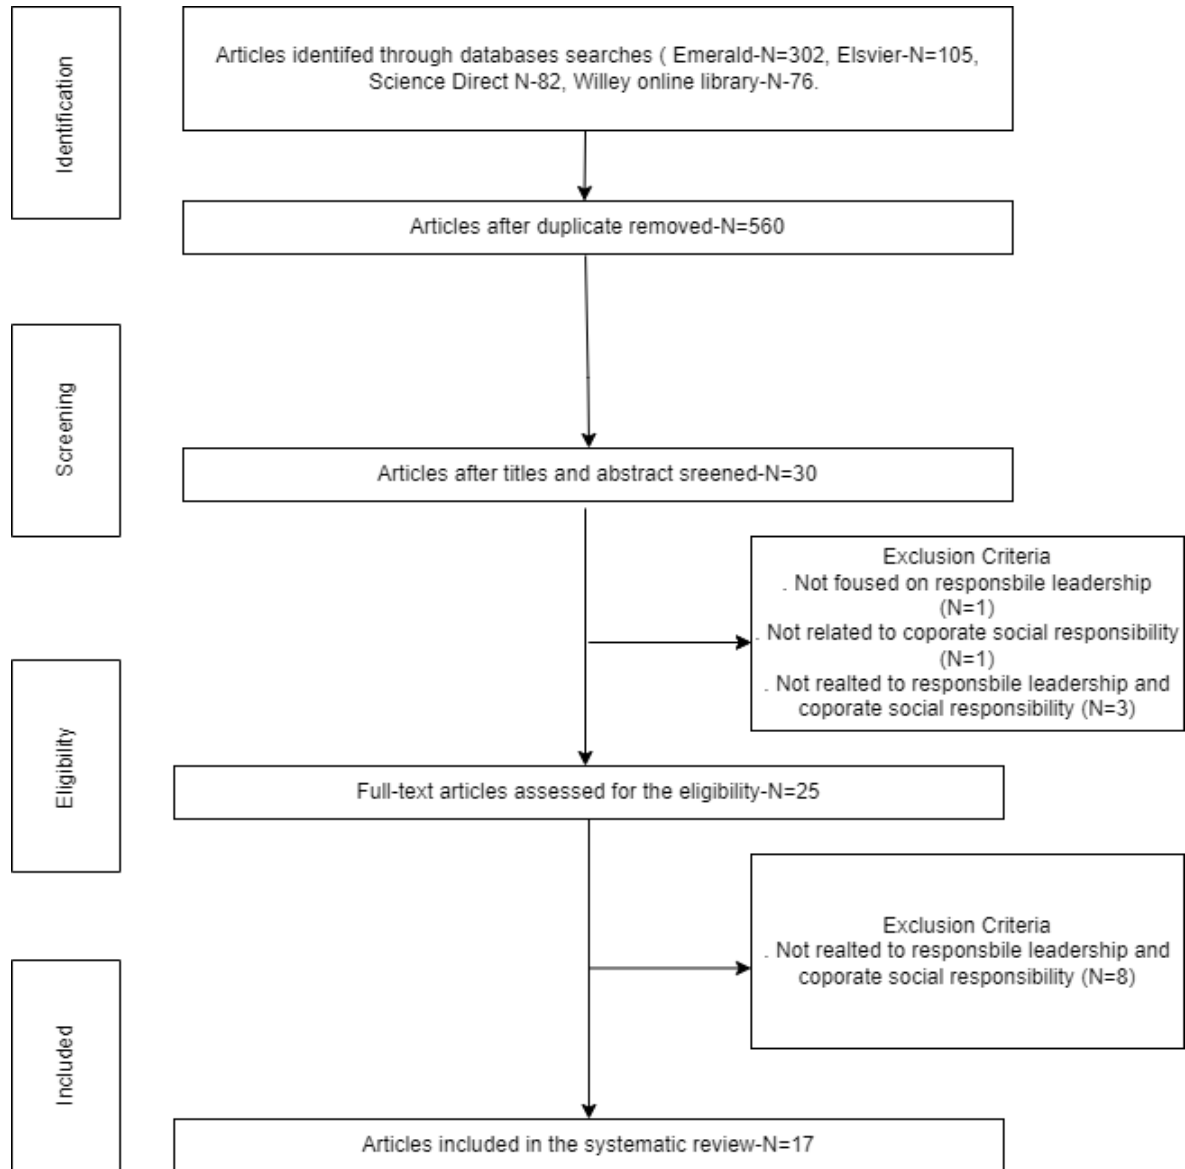 Identification
Articles identifed through databases searches ( Emerald-N=302, Elsvier-N=105,
Science Direct N-82, Willey online library-N-76.
Articles after duplicate removed-N=560
Screening
Articles after titles and abstract sreened-N=30
Exclusion Criteria
. Not foused on responsbile leadership
(N=1)
. Not related to coporate social responsibility
(N=1)
. Not realted to responsbile leadership and
coporate social responsibility (N=3)
Eligibility
Full-text articles assessed for the eligibility-N=25
Exclusion Criteria
. Not realted to responsbile leadership and
coporate social responsibility (N=8)
Included
Articles included in the systematic review-N=17